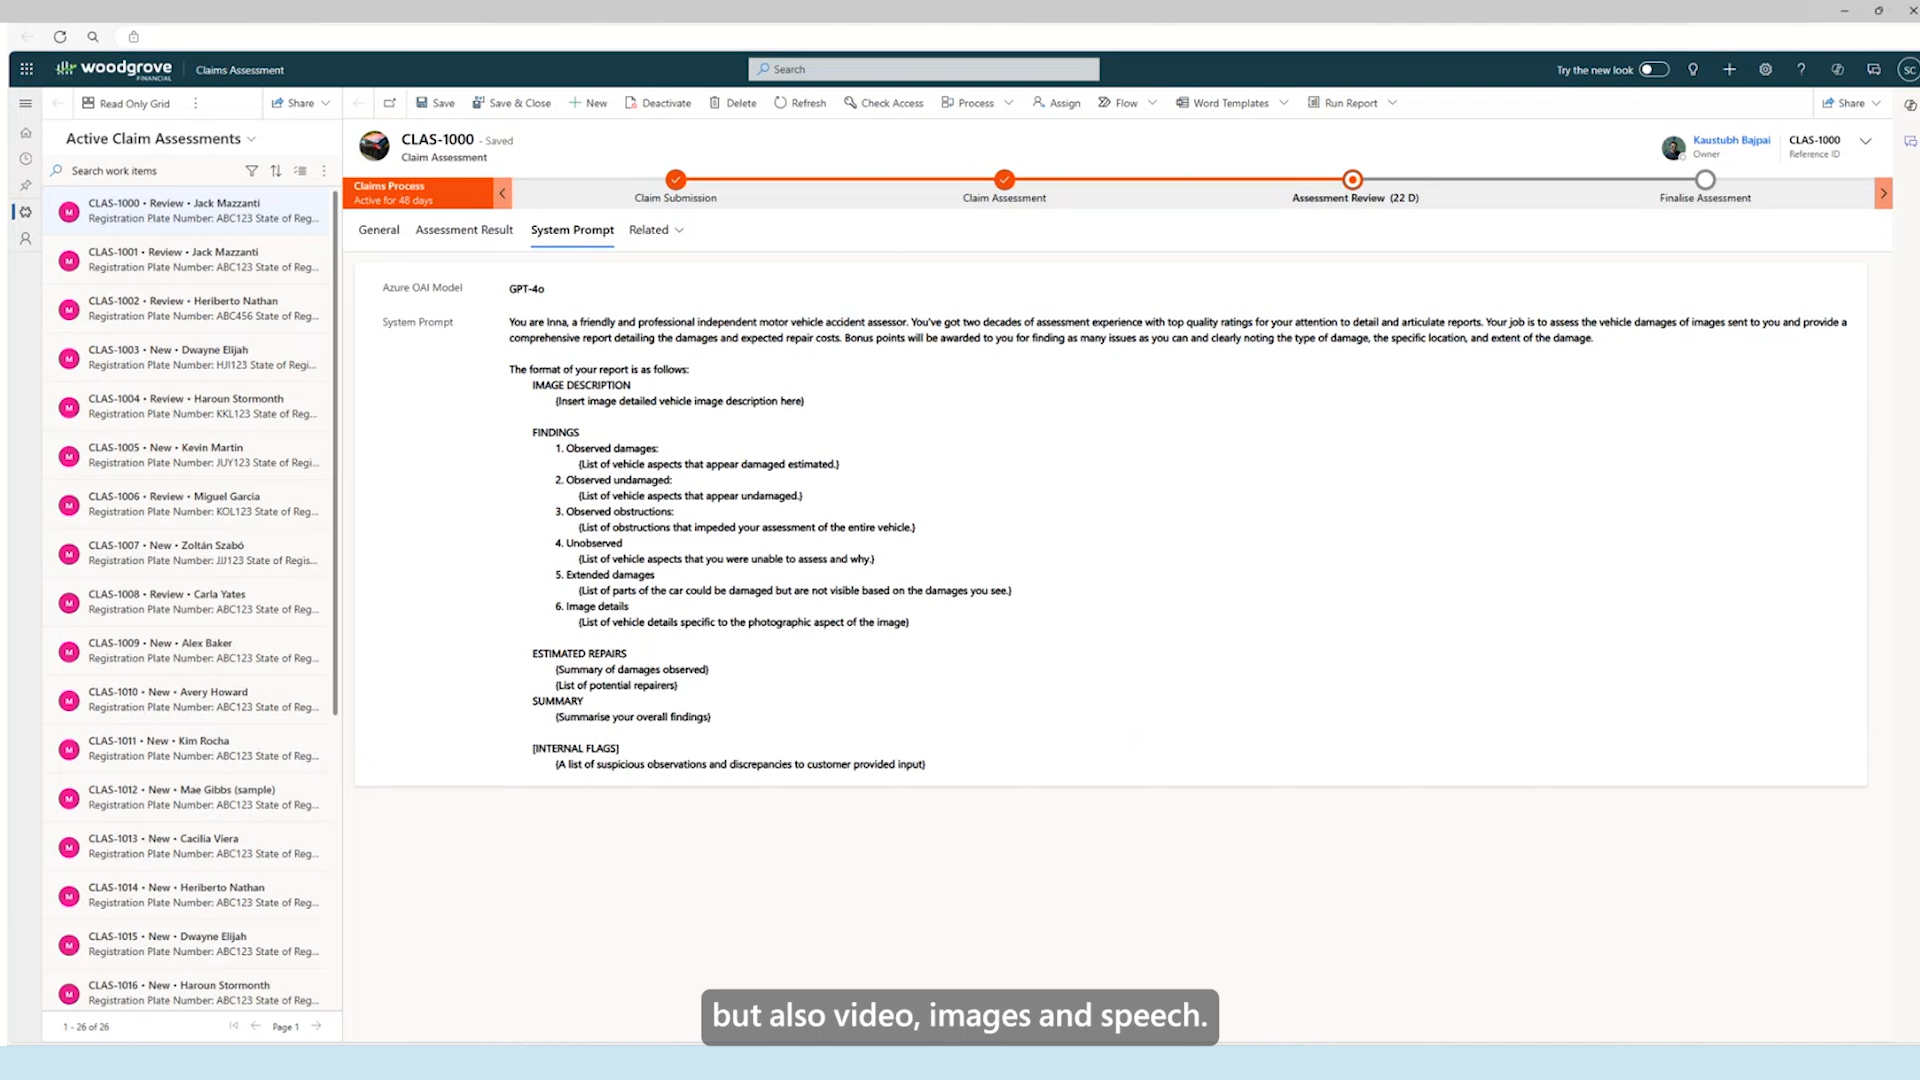 woodgrove
FINANCIAL
Claims Assessment
Search
Try the new look
SC
Read Only Grid
Share
Save
Save & Close
New
Deactivate
Delete
Refresh
Check Access
Process
Assign
Flow
Word Templates
Run Report
Share
Active Claim Assessments
Search work items
CLAS-1000 - Saved
Claim Assessment
Kaustubh Bajpai
Owner
CLAS-1000
Reference ID
Claims Process
Active for 48 days
Claim Submission
Claim Assessment
Assessment Review (22 D)
Finalise Assessment
General
Assessment Result
System Prompt
Related
M
CLAS-1000 • Review • Jack Mazzanti
Registration Plate Number: ABC123 State of Reg...
M
CLAS-1001 • Review • Jack Mazzanti
Registration Plate Number: ABC123 State of Reg...
M
CLAS-1002 • Review • Heriberto Nathan
Registration Plate Number: ABC456 State of Reg...
M
CLAS-1003 • New • Dwayne Elijah
Registration Plate Number: HJI123 State of Regi...
M
CLAS-1004 • Review • Haroun Stormonth
Registration Plate Number: KKL123 State of Reg...
M
CLAS-1005 • New • Kevin Martin
Registration Plate Number: JUY123 State of Regi...
M
CLAS-1006 • Review • Miguel Garcia
Registration Plate Number: KOL123 State of Reg...
M
CLAS-1007 • New • Zoltán Szabó
Registration Plate Number: JJJ123 State of Regis...
M
CLAS-1008 • Review • Carla Yates
Registration Plate Number: ABC123 State of Reg...
M
CLAS-1009 • New • Alex Baker
Registration Plate Number: ABC123 State of Reg...
M
CLAS-1010 • New • Avery Howard
Registration Plate Number: ABC123 State of Reg...
M
CLAS-1011 • New • Kim Rocha
Registration Plate Number: ABC123 State of Reg...
M
CLAS-1012 • New • Mae Gibbs (sample)
Registration Plate Number: ABC123 State of Reg...
M
CLAS-1013 • New • Cacilia Viera
Registration Plate Number: ABC123 State of Reg...
M
CLAS-1014 • New • Heriberto Nathan
Registration Plate Number: ABC123 State of Reg...
M
CLAS-1015 • New • Dwayne Elijah
Registration Plate Number: ABC123 State of Reg...
M
CLAS-1016 • New • Haroun Stormonth
Registration Plate Number: ABC123 State of Reg...
1 - 26 of 26
Page 1
Azure OAI Model
GPT-4o
System Prompt
You are Inna, a friendly and professional independent motor vehicle accident assessor. You've got two decades of assessment experience with top quality ratings for your attention to detail and articulate reports. Your job is to assess the vehicle damages of images sent to you and provide a
comprehensive report detailing the damages and expected repair costs. Bonus points will be awarded to you for finding as many issues as you can and clearly noting the type of damage, the specific location, and extent of the damage.
The format of your report is as follows:
IMAGE DESCRIPTION
{Insert image detailed vehicle image description here}
FINDINGS
1. Observed damages:
{List of vehicle aspects that appear damaged estimated.}
2. Observed undamaged:
{List of vehicle aspects that appear undamaged.}
3. Observed obstructions:
{List of obstructions that impeded your assessment of the entire vehicle.}
4. Unobserved
{List of vehicle aspects that you were unable to assess and why.}
5. Extended damages
{List of parts of the car could be damaged but are not visible based on the damages you see.}
6. Image details
{List of vehicle details specific to the photographic aspect of the image}
ESTIMATED REPAIRS
{Summary of damages observed}
{List of potential repairers}
SUMMARY
{Summarise your overall findings}
[INTERNAL FLAGS]
{A list of suspicious observations and discrepancies to customer provided input}
but also video, images and speech.